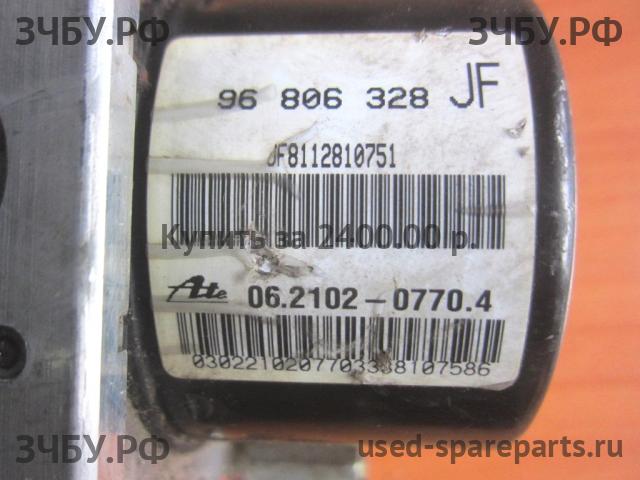 ЗЧБУ.РФ
ЗЧБУ.РФ
96 806 328 JF
JF8112810751
Купить за 2400.00 р.
Ate 06.2102-0770.4
0302210207703338107586
ЗЧБУ.РФ
used-spareparts.ru